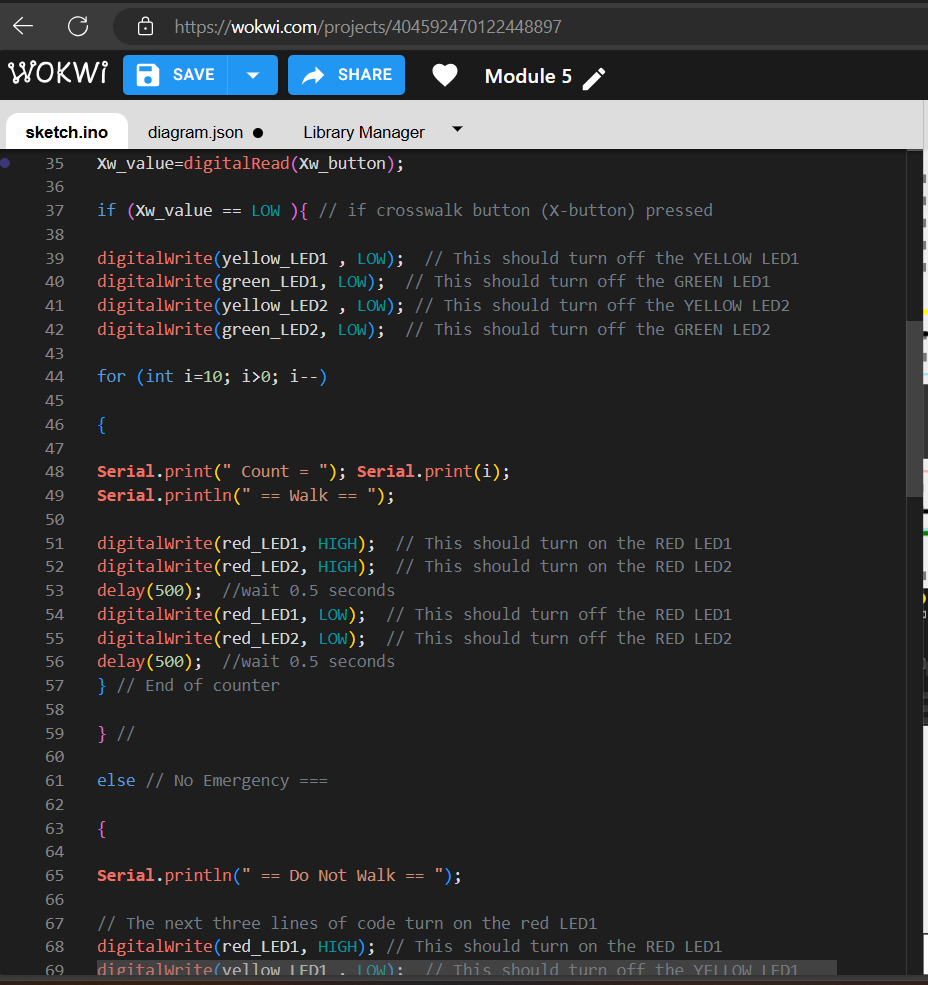 https://wokwi.com/projects/404592470122448897
WOKWI SAVE SHARE Module 5
sketch.ino diagram.json ● Library Manager
35 Xw_value=digitalRead(Xw_button);
36
37 if (Xw_value == LOW ){ // if crosswalk button (X-button) pressed
38
39 digitalWrite(yellow_LED1 , LOW);  // This should turn off the YELLOW LED1
40 digitalWrite(green_LED1, LOW);  // This should turn off the GREEN LED1
41 digitalWrite(yellow_LED2 , LOW); // This should turn off the YELLOW LED2
42 digitalWrite(green_LED2, LOW);  // This should turn off the GREEN LED2
43
44 for (int i=10; i>0; i--)
45
46 {
47
48 Serial.print(" Count = "); Serial.print(i);
49 Serial.println(" == Walk == ");
50
51 digitalWrite(red_LED1, HIGH);  // This should turn on the RED LED1
52 digitalWrite(red_LED2, HIGH);  // This should turn on the RED LED2
53 delay(500);  //wait 0.5 seconds
54 digitalWrite(red_LED1, LOW);  // This should turn off the RED LED1
55 digitalWrite(red_LED2, LOW);  // This should turn off the RED LED2
56 delay(500);  //wait 0.5 seconds
57 } // End of counter
58
59 } //
60
61 else // No Emergency ===
62
63 {
64
65 Serial.println(" == Do Not Walk == ");
66
67 // The next three lines of code turn on the red LED1
68 digitalWrite(red_LED1, HIGH); // This should turn on the RED LED1
69 digitalWrite(yellow_LED1 , LOW);  // This should turn off the YELLOW LED1